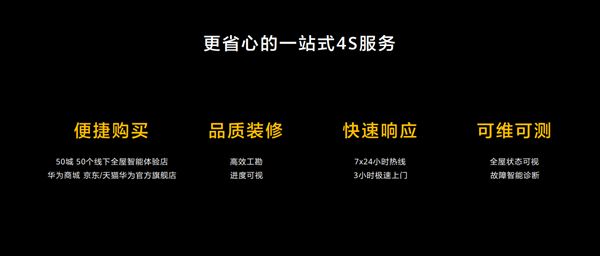 更省心的一站式4S服务
便捷购买
50城 50个线下全屋智能体验店
华为商城 京东/天猫华为官方旗舰店
品质装修
高效工勘
进度可视
快速响应
7x24小时热线
3小时极速上门
可维可测
全屋状态可视
故障智能诊断